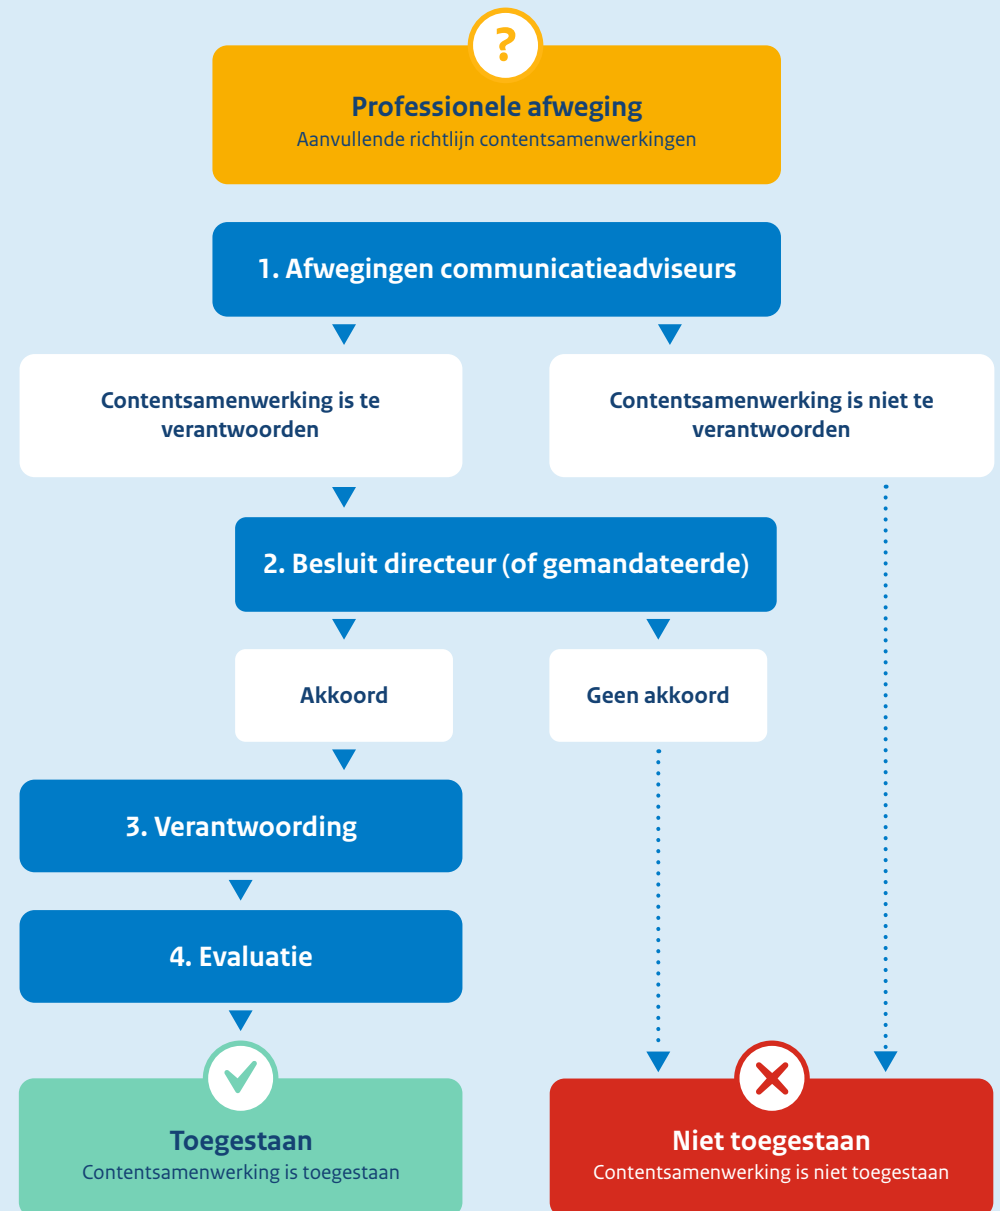 ?
Professionele afweging
Aanvullende richtlijn contentsamenwerkingen
1. Afwegingen communicatieadviseurs
Contentsamenwerking is te
verantwoorden
Contentsamenwerking is niet te
verantwoorden
2. Besluit directeur (of gemandateerde)
Akkoord
Geen akkoord
3. Verantwoording
4. Evaluatie
Toegestaan
Contentsamenwerking is toegestaan
Niet toegestaan
Contentsamenwerking is niet toegestaan